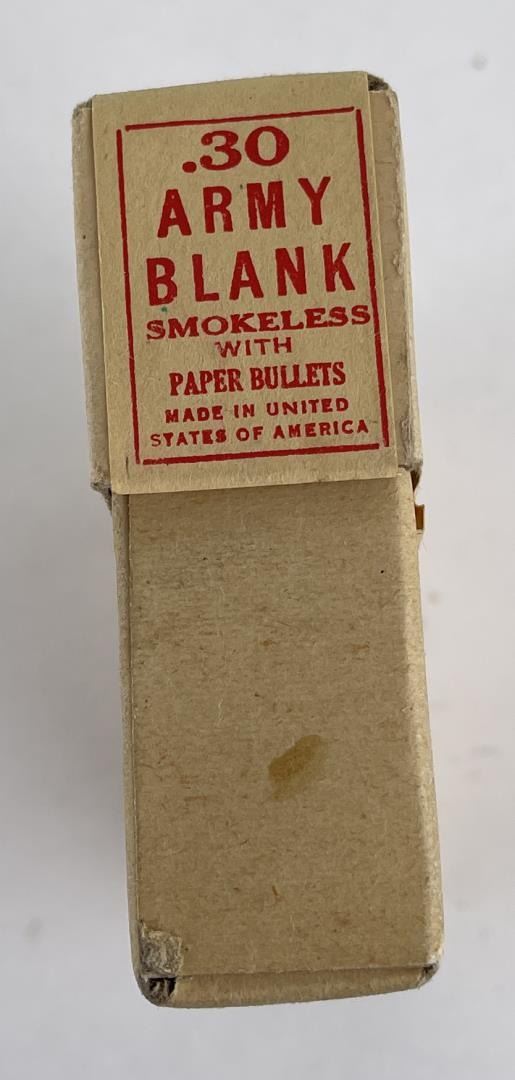 .30
ARMY
BLANK
SMOKELESS
WITH
PAPER BULLETS
MADE IN UNITED
STATES OF AMERICA